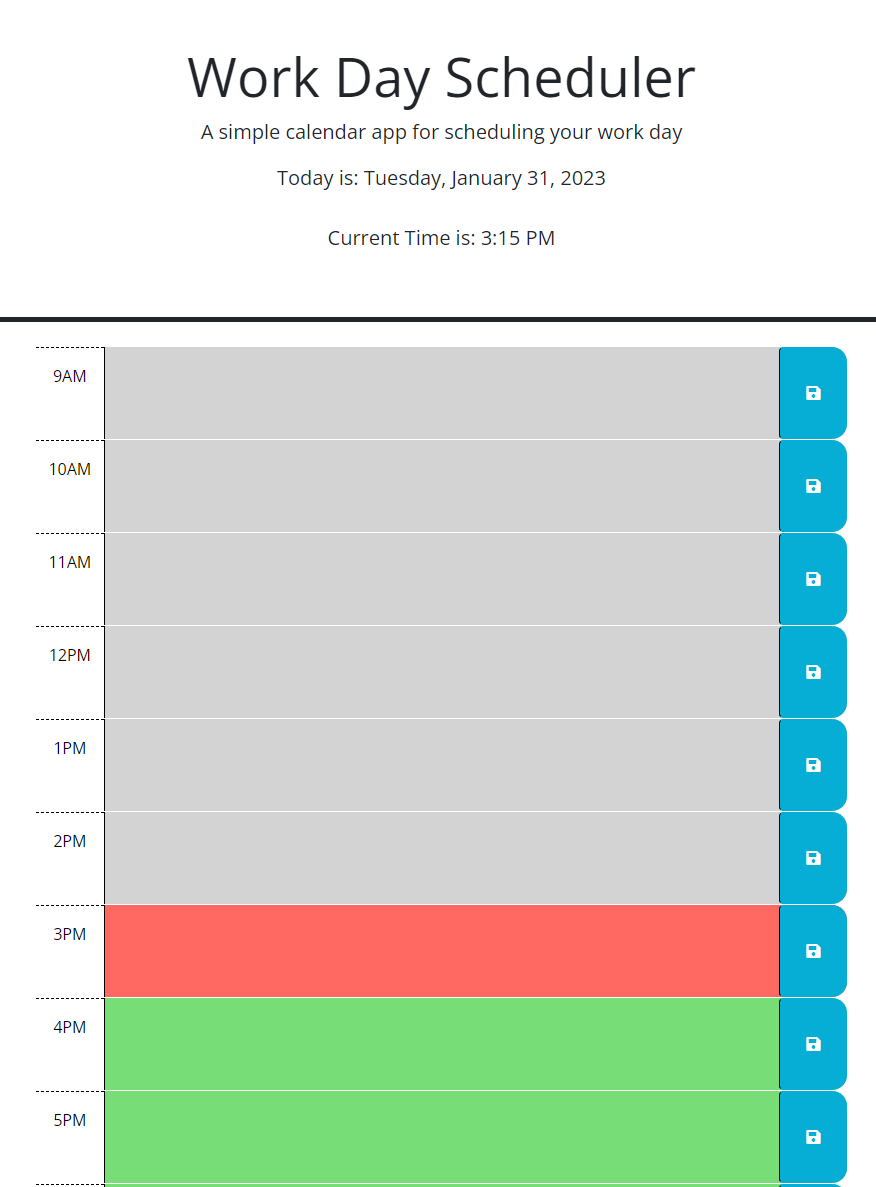 Work Day Scheduler
A simple calendar app for scheduling your work day
Today is: Tuesday, January 31, 2023
Current Time is: 3:15 PM
9AM
10AM
11AM
12PM
1PM
2PM
3PM
4PM
5PM